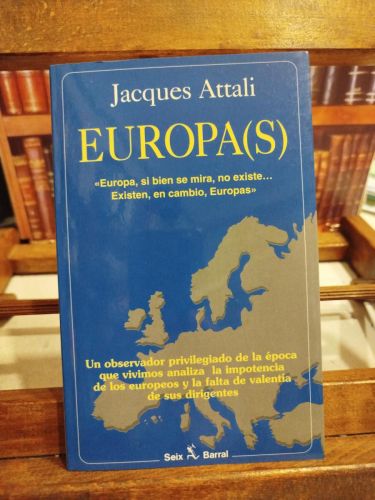 Jacques Attali
EUROPA(S)
«Europa, si bien se mira, no existe...
Existen, en cambio, Europas»
Un observador privilegiado de la época
que vivimos analiza la impotencia
de los europeos y la falta de valentía
de sus dirigentes
Seix Barral